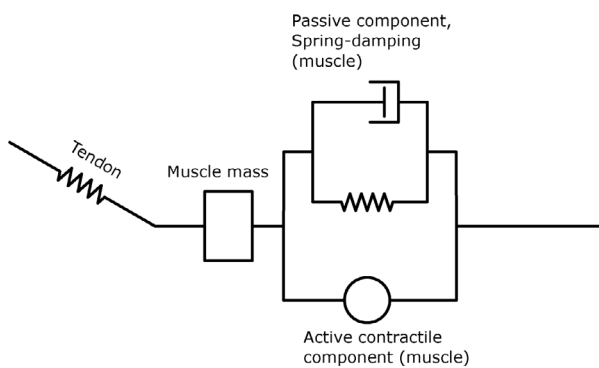 Passive component,
Spring-damping
(muscle)
Tendon
Muscle mass
Active contractile
component (muscle)